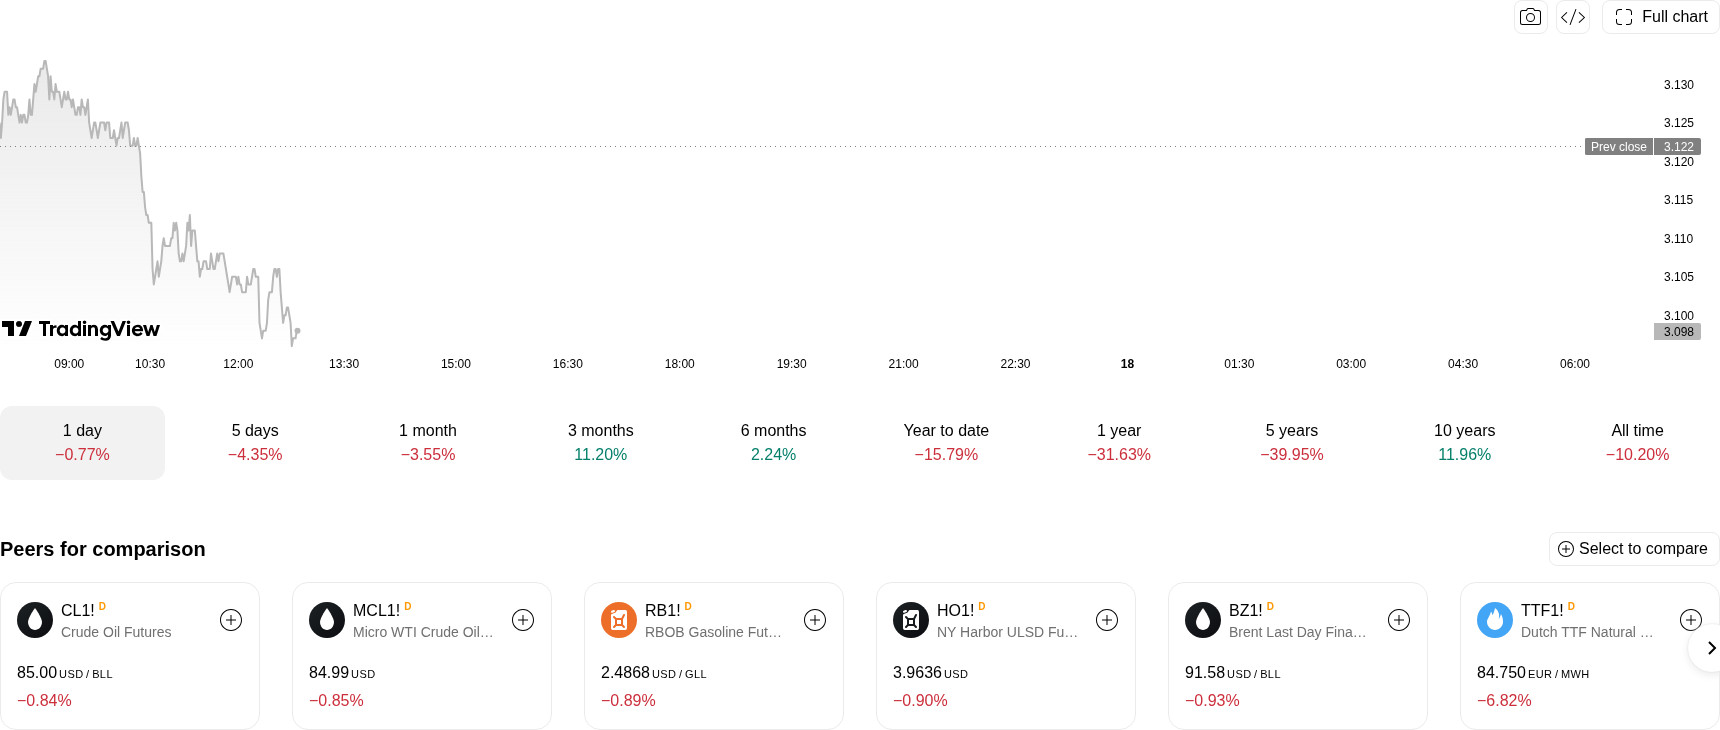 Full chart
3.130
3.125
Prev close 3.122
3.120
3.115
3.110
3.105
3.100
3.098
TradingView
09:00 10:30 12:00 13:30 15:00 16:30 18:00 19:30 21:00 22:30 18 01:30 03:00 04:30 06:00
1 day 5 days 1 month 3 months 6 months Year to date 1 year 5 years 10 years All time
−0.77% −4.35% −3.55% 11.20% 2.24% −15.79% −31.63% −39.95% 11.96% −10.20%
Peers for comparison Select to compare
CL1! D MCL1! D RB1! D HO1! D BZ1! D TTF1! D
Crude Oil Futures Micro WTI Crude Oil… RBOB Gasoline Fut… NY Harbor ULSD Fu… Brent Last Day Fina… Dutch TTF Natural …
85.00 USD / BLL 84.99 USD 2.4868 USD / GLL 3.9636 USD 91.58 USD / BLL 84.750 EUR / MWH
−0.84% −0.85% −0.89% −0.90% −0.93% −6.82%